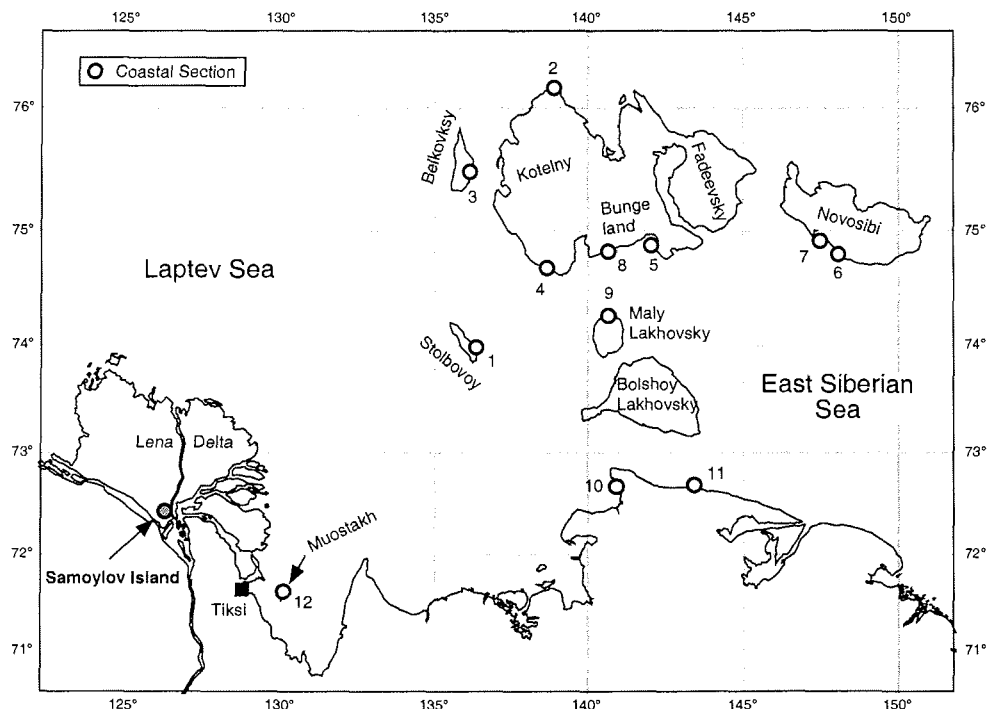 125° 130° 135° 140° 145° 150°
Coastal Section
2
76° 76°
Belkovksy
3
Kotelny
Fadeevsky
Bunge
land
Novosibi
75° 75°
7
6
8
5
4
Laptev Sea
9
Maly
Lakhovsky
74° 74°
Stolbovoy
1
Bolshoy
Lakhovsky
East Siberian
Sea
Lena Delta
73° 73°
10
11
Muostakh
72° 72°
Samoylov Island
Tiksi
12
71° 71°
125° 130° 135° 140° 145° 150°